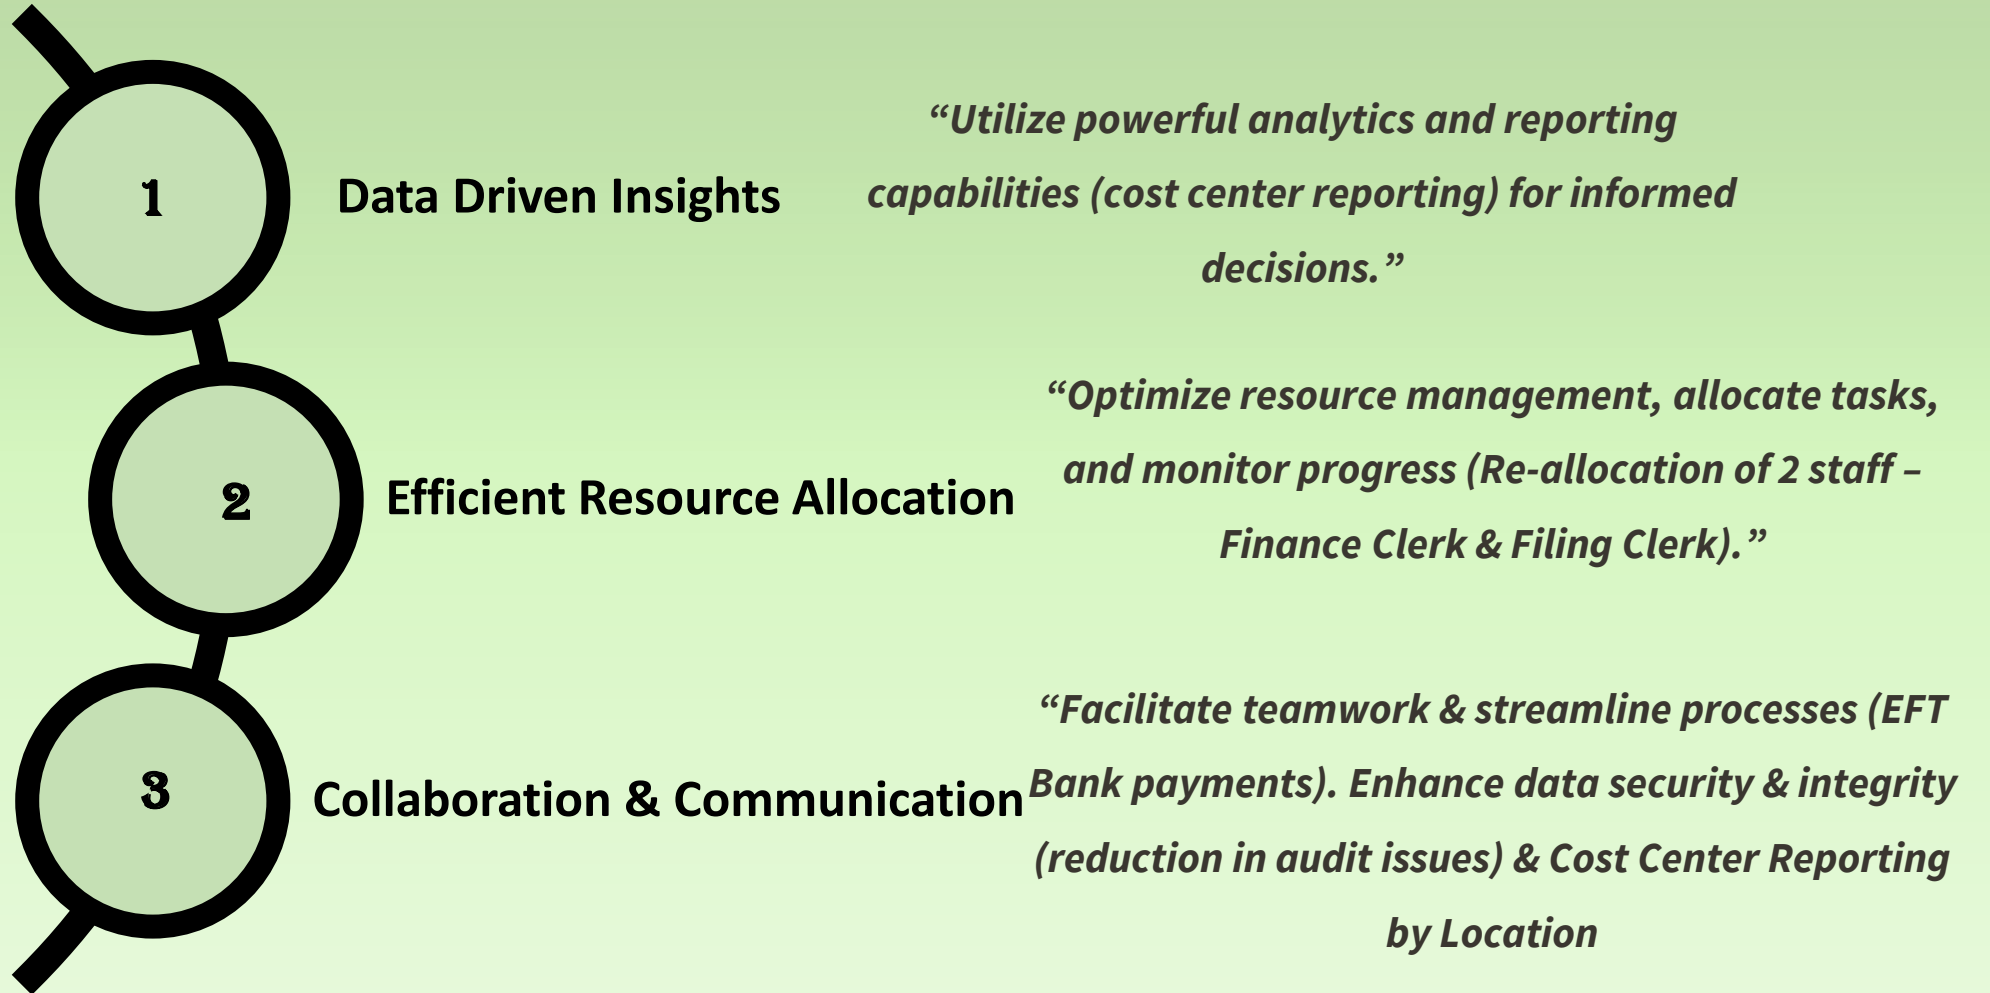 1
Data Driven Insights
“Utilize powerful analytics and reporting
capabilities (cost center reporting) for informed
decisions.”
2
Efficient Resource Allocation
“Optimize resource management, allocate tasks,
and monitor progress (Re-allocation of 2 staff –
Finance Clerk & Filing Clerk).”
3
Collaboration & Communication
“Facilitate teamwork & streamline processes (EFT
Bank payments). Enhance data security & integrity
(reduction in audit issues) & Cost Center Reporting
by Location